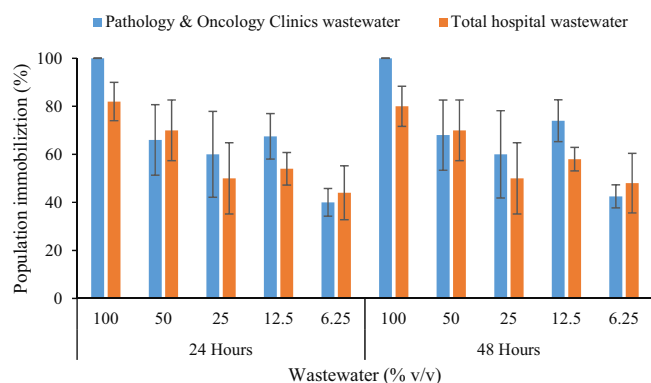 Pathology & Oncology Clinics wastewater Total hospital wastewater
Population immobiliztion (%)
100
80
60
40
20
0
100 50 25 12.5 6.25 100 50 25 12.5 6.25
24 Hours 48 Hours
Wastewater (% v/v)